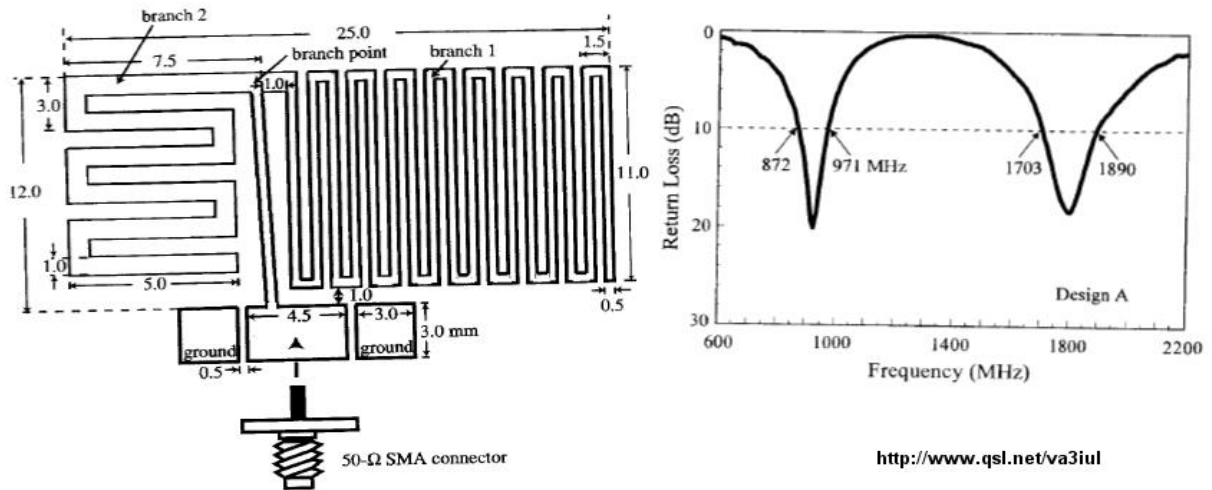 branch 2
25.0
7.5
branch point
branch 1
1.5
1.0
3.0
12.0
11.0
1.0
5.0
1.0
0.5
4.5
3.0
3.0 mm
ground
ground
0.5
50-Ω SMA connector
0
10
20
30
Return Loss (dB)
872
971 MHz
1703
1890
Design A
600
1000
1400
1800
2200
Frequency (MHz)
http://www.qsl.net/va3iul